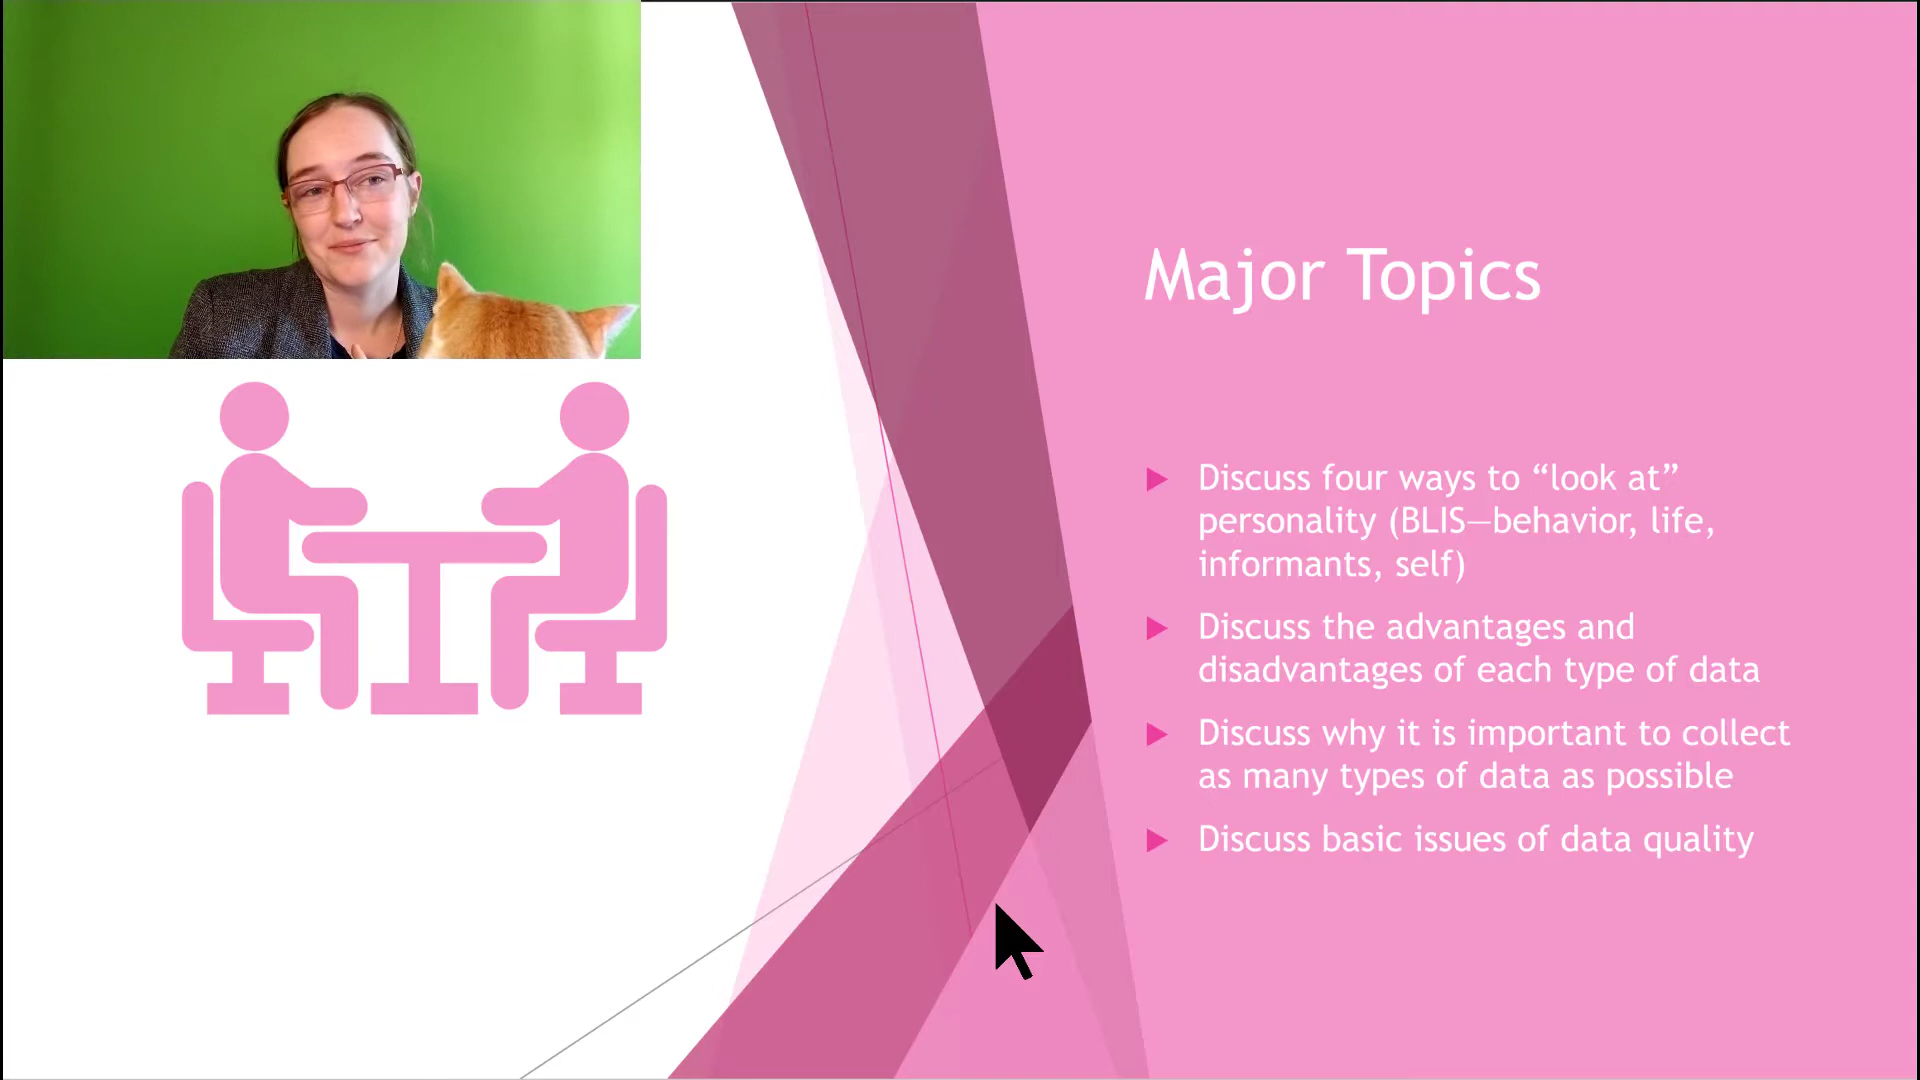 Major Topics
Discuss four ways to “look at”
personality (BLIS—behavior, life,
informants, self)
Discuss the advantages and
disadvantages of each type of data
Discuss why it is important to collect
as many types of data as possible
Discuss basic issues of data quality